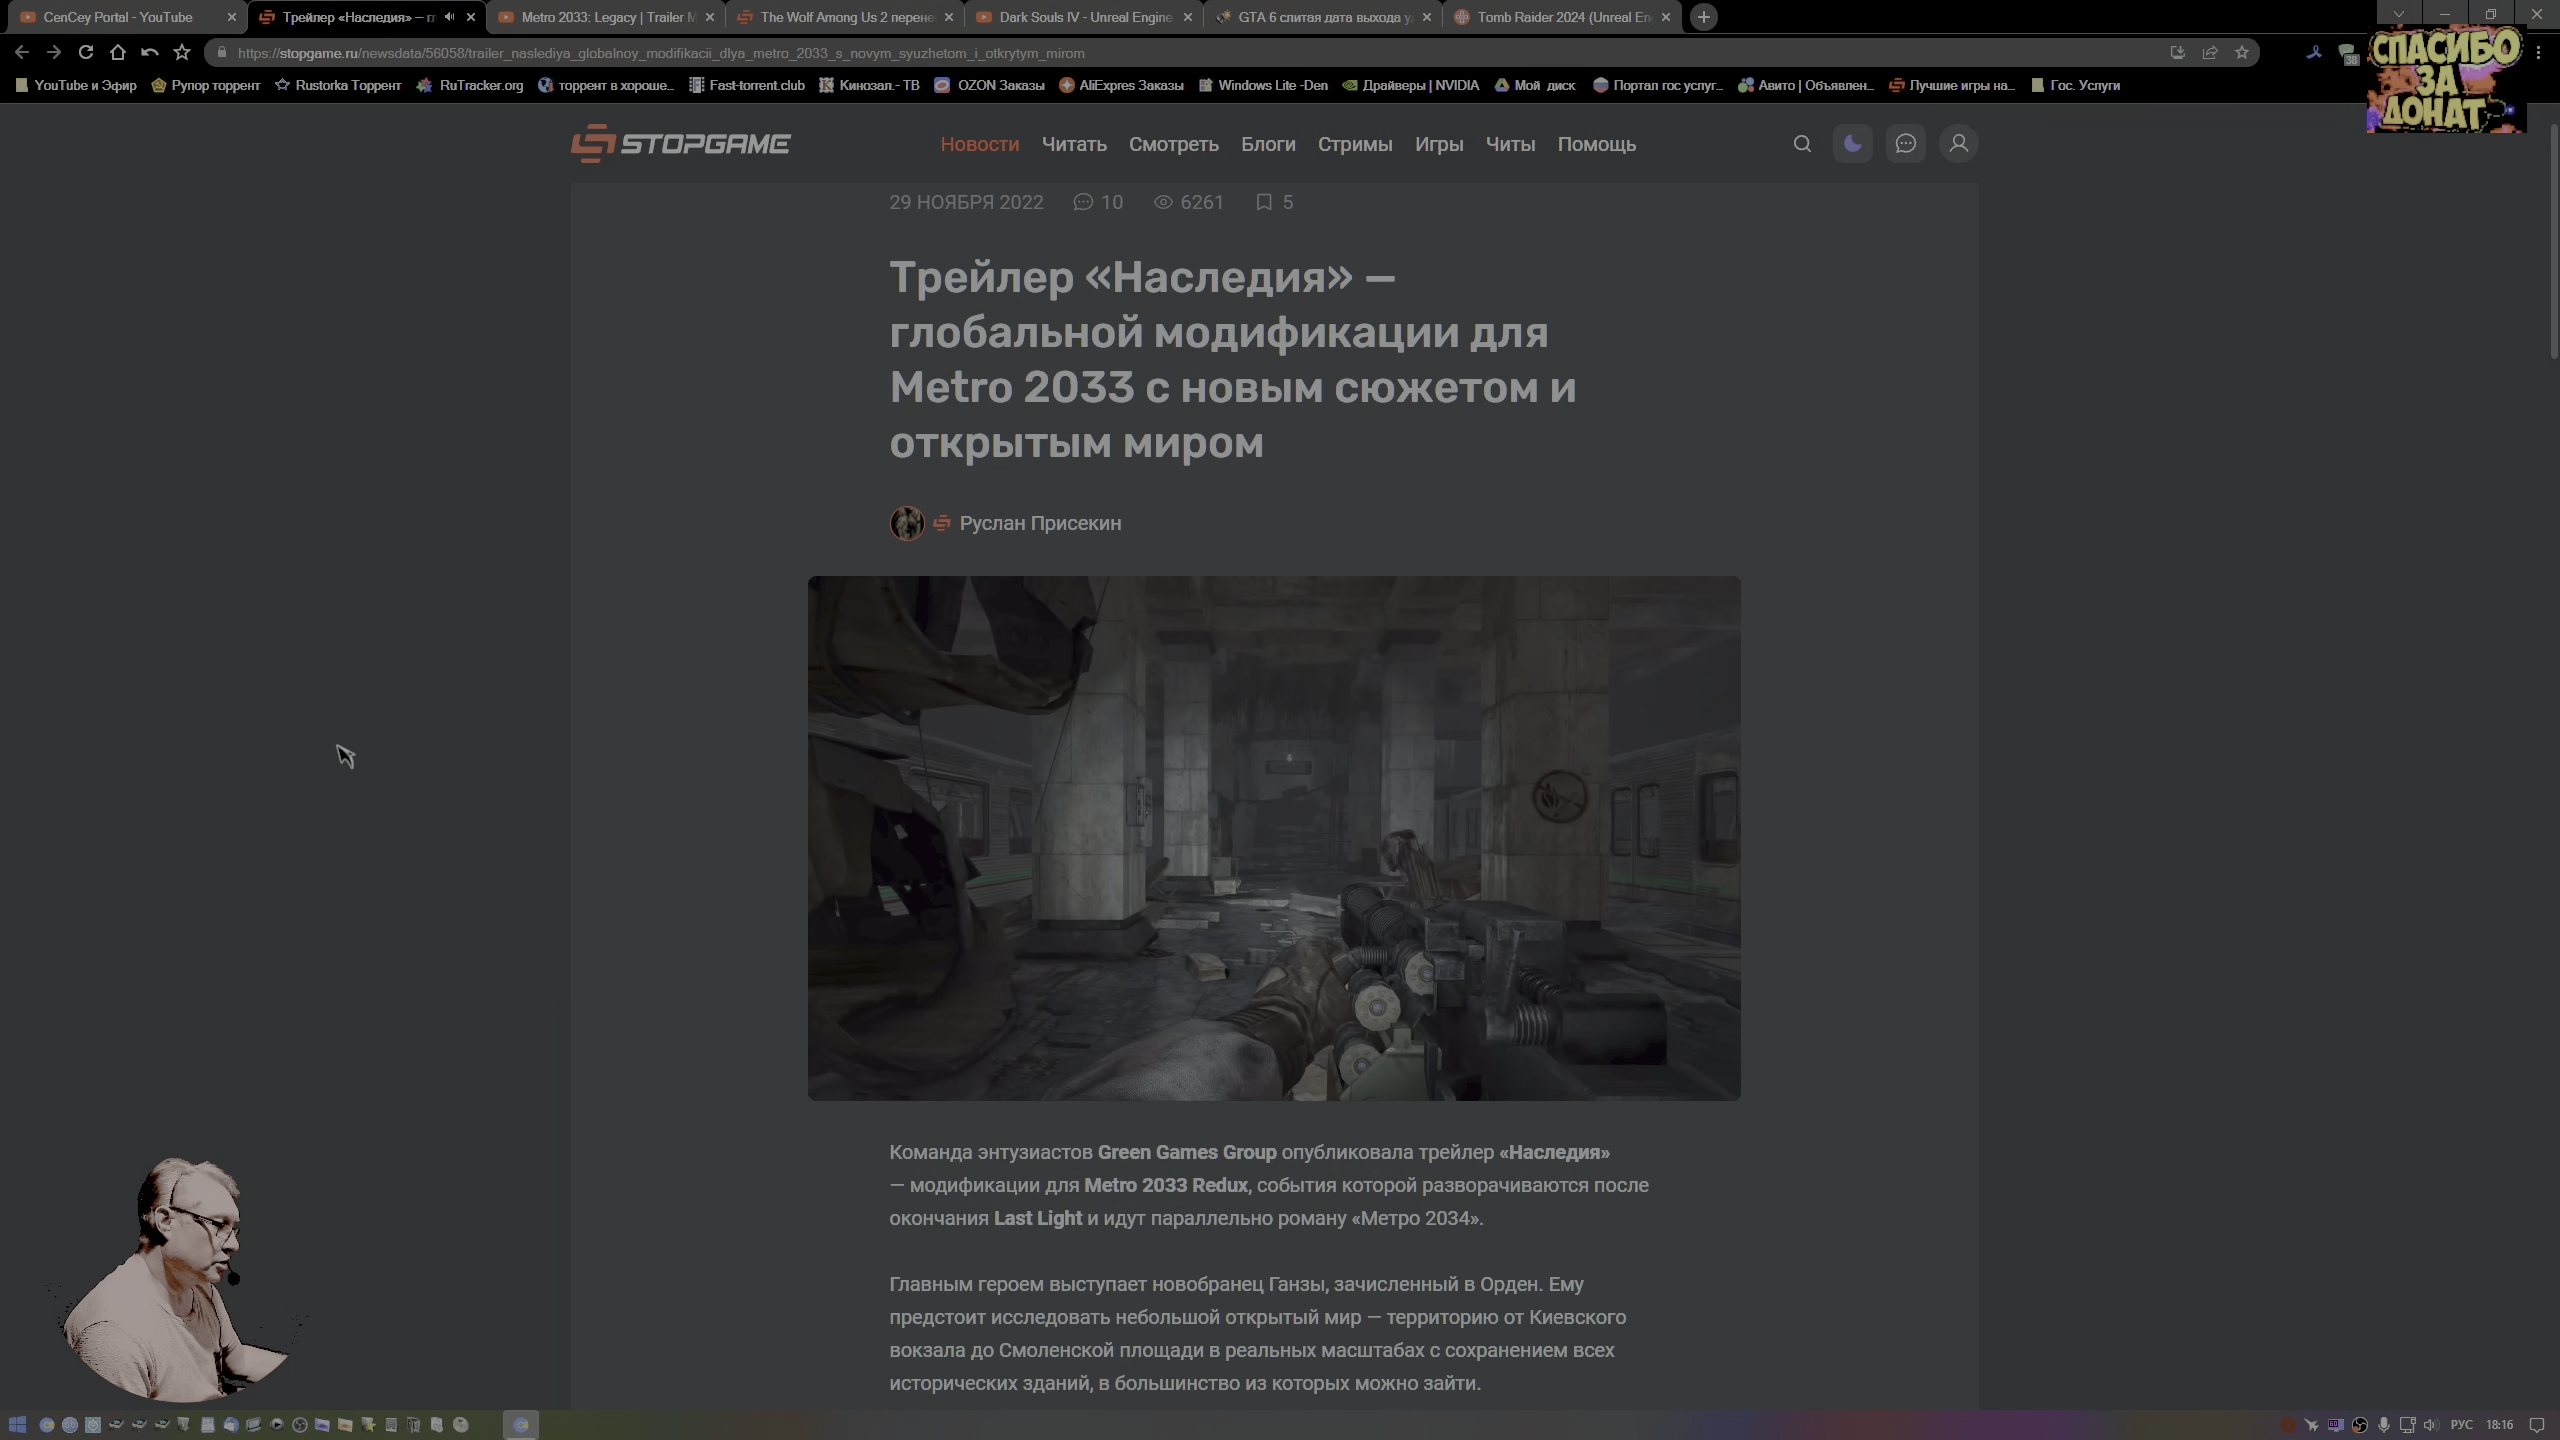 CenCey Portal - YouTube
Трейлер «Наследия» —
Metro 2033: Legacy | Trailer M
The Wolf Among Us 2 перене
Dark Souls IV - Unreal Engine
GTA 6 слитая дата выхода у
Tomb Raider 2024 (Unreal En
https://stopgame.ru/newsdata/56058/trailer_naslediya_globalnoy_modifikacii_dlya_metro_2033_s_novym_syuzhetom_i_otkrytym_mirom
38
СПАСИБО
ЗА
ДОНАТ
YouTube и Эфир
Рупор торрент
Rustorka Торрент
RuTracker.org
торрент в хороше...
Fast-torrent.club
Кинозал.- ТВ
OZON Заказы
AliExpres Заказы
Windows Lite -Den
Драйверы | NVIDIA
Мой диск
Портал гос услуг...
Авито | Объявлен...
Лучшие игры на...
Гос. Услуги
STOPGAME
Новости
Читать
Смотреть
Блоги
Стримы
Игры
Читы
Помощь
29 НОЯБРЯ 2022
10
6261
5
Трейлер «Наследия» —
глобальной модификации для
Metro 2033 с новым сюжетом и
открытым миром
Руслан Присекин
Команда энтузиастов Green Games Group опубликовала трейлер «Наследия»
— модификации для Metro 2033 Redux, события которой разворачиваются после
окончания Last Light и идут параллельно роману «Метро 2034».
Главным героем выступает новобранец Ганзы, зачисленный в Орден. Ему
предстоит исследовать небольшой открытый мир — территорию от Киевского
вокзала до Смоленской площади в реальных масштабах с сохранением всех
исторических зданий, в большинство из которых можно зайти.
РУС
18:16